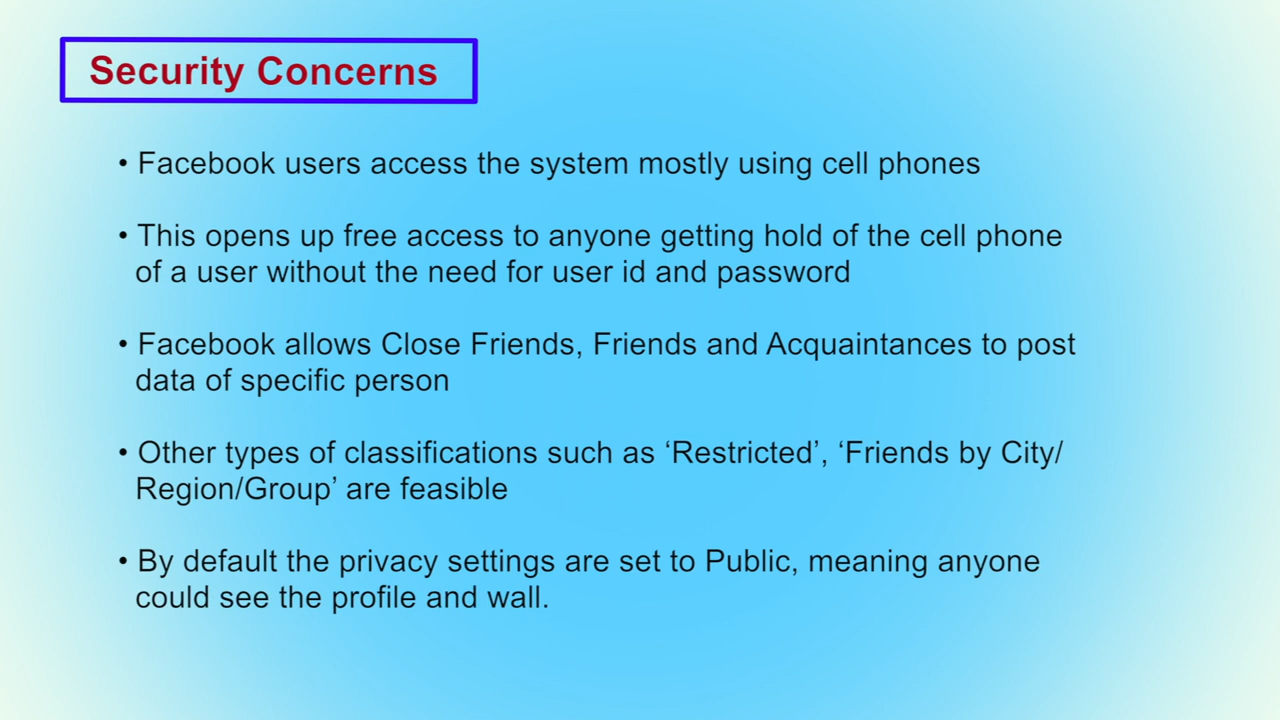 Security Concerns
• Facebook users access the system mostly using cell phones
• This opens up free access to anyone getting hold of the cell phone
of a user without the need for user id and password
• Facebook allows Close Friends, Friends and Acquaintances to post
data of specific person
• Other types of classifications such as ‘Restricted’, ‘Friends by City/
Region/Group’ are feasible
• By default the privacy settings are set to Public, meaning anyone
could see the profile and wall.